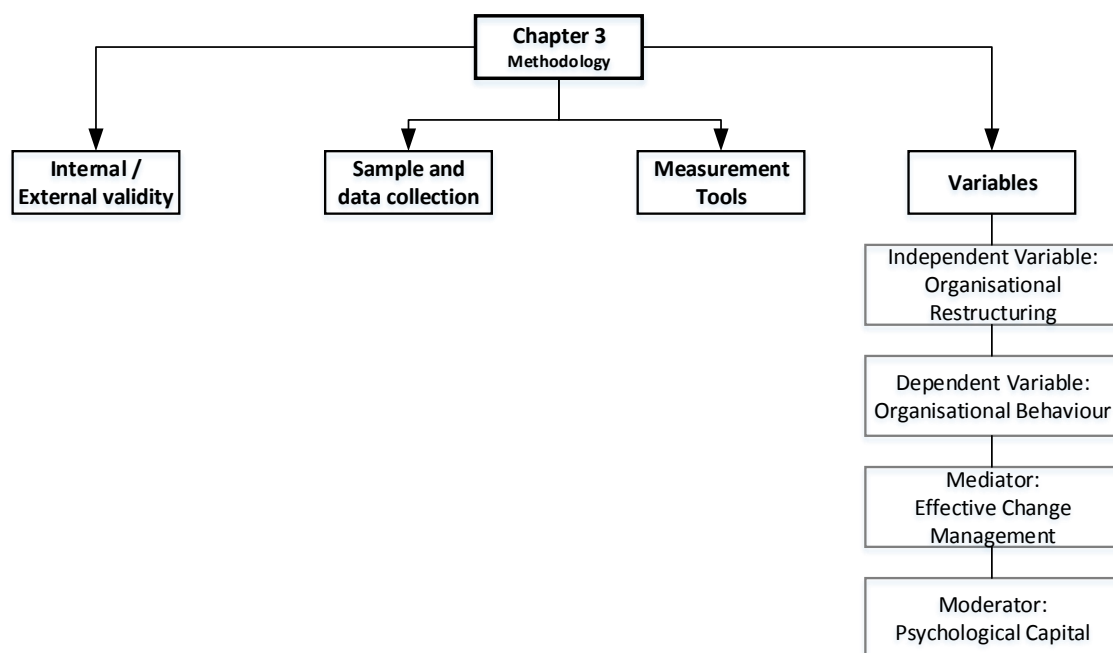 Chapter 3
Methodology
Internal /
External validity
Sample and
data collection
Measurement
Tools
Variables
Independent Variable:
Organisational
Restructuring
Dependent Variable:
Organisational Behaviour
Mediator:
Effective Change
Management
Moderator:
Psychological Capital